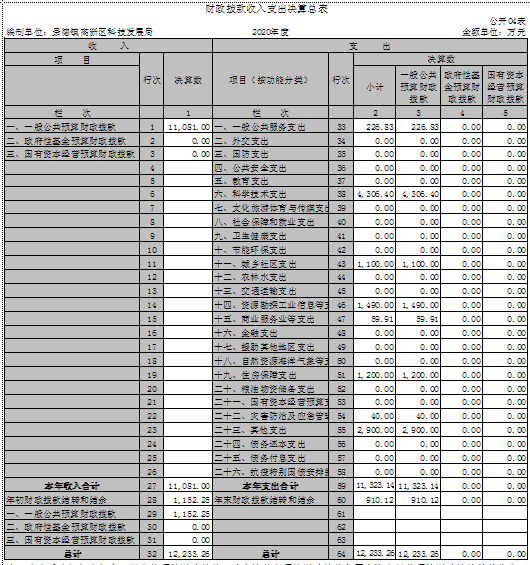 财政拨款收入支出决算总表
公开04表
编制单位：景德镇高新区科技发展局 2020年度 金额单位：万元
收 入 支 出
项 目 行次 决算数 项目（按功能分类） 行次 决算数
小计 一般公共预算财政拨款 政府性基金预算财政拨款 国有资本经营预算财政拨款
栏 次 1 栏 次 2 3 4 5
一、一般公共预算财政拨款 1 11,081.00 一、一般公共服务支出 33 226.83 226.83 0.00 0.00
二、政府性基金预算财政拨款 2 0.00 二、外交支出 34 0.00 0.00 0.00 0.00
三、国有资本经营预算财政拨款 3 0.00 三、国防支出 35 0.00 0.00 0.00 0.00
4 四、公共安全支出 36 0.00 0.00 0.00 0.00
5 五、教育支出 37 0.00 0.00 0.00 0.00
6 六、科学技术支出 38 4,306.40 4,306.40 0.00 0.00
7 七、文化旅游体育与传媒支 39 0.00 0.00 0.00 0.00
8 八、社会保障和就业支出 40 0.00 0.00 0.00 0.00
9 九、卫生健康支出 41 0.00 0.00 0.00 0.00
10 十、节能环保支出 42 0.00 0.00 0.00 0.00
11 十一、城乡社区支出 43 1,100.00 1,100.00 0.00 0.00
12 十二、农林水支出 44 0.00 0.00 0.00 0.00
13 十三、交通运输支出 45 0.00 0.00 0.00 0.00
14 十四、资源勘探工业信息等支 46 1,490.00 1,490.00 0.00 0.00
15 十五、商业服务业等支出 47 59.91 59.91 0.00 0.00
16 十六、金融支出 48 0.00 0.00 0.00 0.00
17 十七、援助其他地区支出 49 0.00 0.00 0.00 0.00
18 十八、自然资源海洋气象等支 50 0.00 0.00 0.00 0.00
19 十九、住房保障支出 51 1,200.00 1,200.00 0.00 0.00
20 二十、粮油物资储备支出 52 0.00 0.00 0.00 0.00
21 二十一、国有资本经营预算支 53 0.00 0.00 0.00 0.00
22 二十二、灾害防治及应急管理 54 40.00 40.00 0.00 0.00
23 二十三、其他支出 55 2,900.00 2,900.00 0.00 0.00
24 二十四、债务还本支出 56 0.00 0.00 0.00 0.00
25 二十五、债务付息支出 57 0.00 0.00 0.00 0.00
26 二十六、抗疫特别国债安排的 58 0.00 0.00 0.00 0.00
本年收入合计 27 11,081.00 本年支出合计 59 11,323.14 11,323.14 0.00 0.00
年初财政拨款结转和结余 28 1,152.25 年末财政拨款结转和结余 60 910.12 910.12 0.00 0.00
一、一般公共预算财政拨款 29 1,152.25 61
二、政府性基金预算财政拨款 30 0.00 62
三、国有资本经营预算财政拨款 31 0.00 63
总计 32 12,233.26 总计 64 12,233.26 12,233.26 0.00 0.00